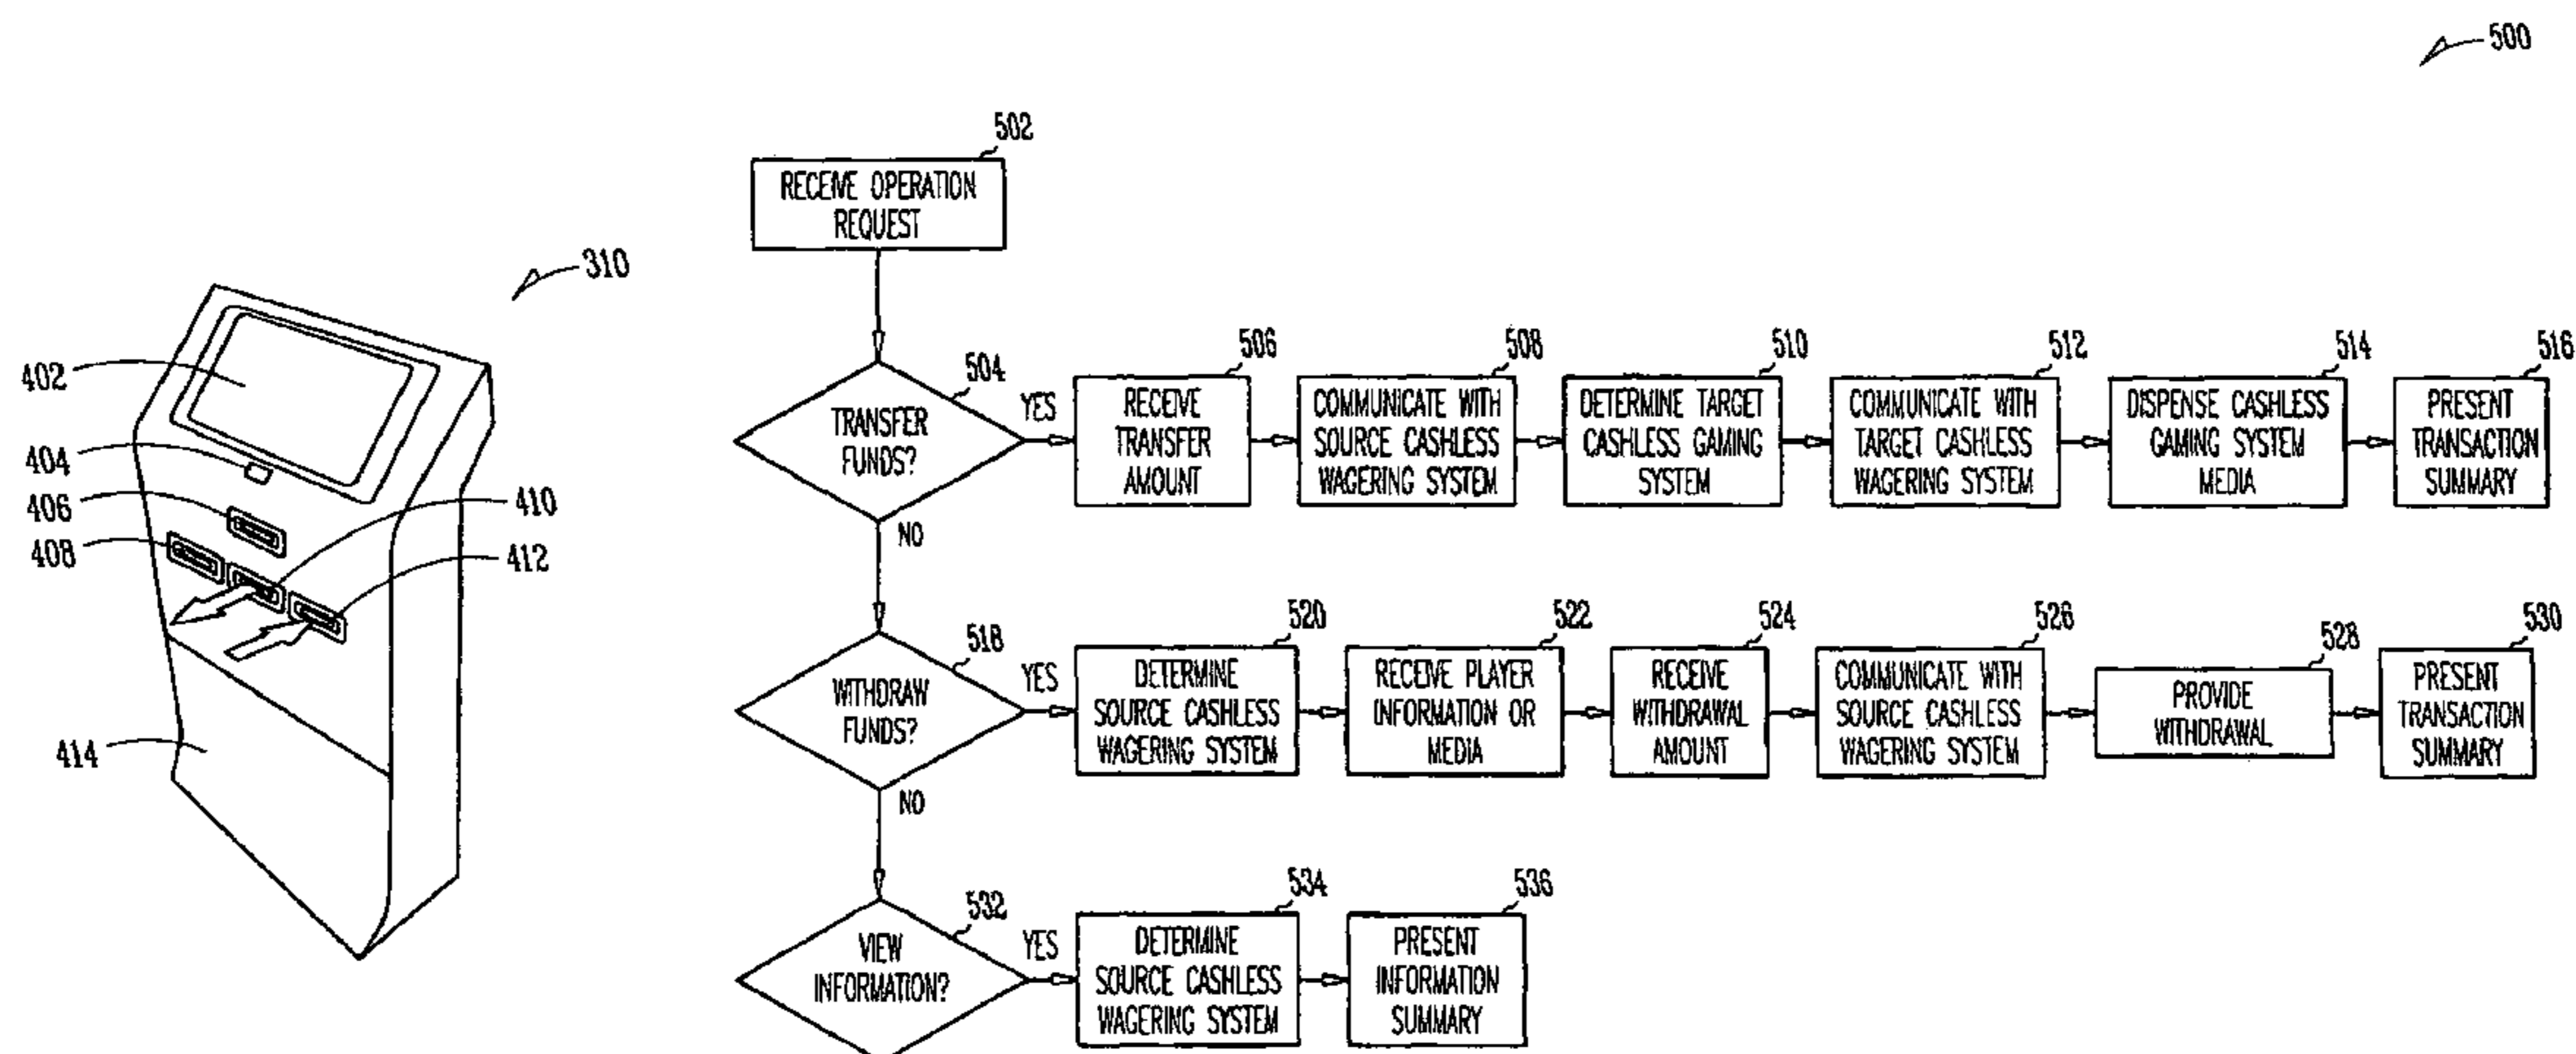 500
502
RECEIVE OPERATION
REQUEST
310
402
404
406
408
410
412
414
504
TRANSFER
FUNDS?
YES
NO
506
RECEIVE
TRANSFER
AMOUNT
508
COMMUNICATE WITH
SOURCE CASHLESS
WAGERING SYSTEM
510
DETERMINE TARGET
CASHLESS GAMING
SYSTEM
512
COMMUNICATE WITH
TARGET CASHLESS
WAGERING SYSTEM
514
DISPENSE CASHLESS
GAMING SYSTEM
MEDIA
516
PRESENT
TRANSACTION
SUMMARY
518
WITHDRAW
FUNDS?
YES
NO
520
DETERMINE
SOURCE CASHLESS
WAGERING SYSTEM
522
RECEIVE PLAYER
INFORMATION OR
MEDIA
524
RECEIVE
WITHDRAWAL
AMOUNT
526
COMMUNICATE WITH
SOURCE CASHLESS
WAGERING SYSTEM
528
PROVIDE
WITHDRAWAL
530
PRESENT
TRANSACTION
SUMMARY
532
VIEW
INFORMATION?
YES
534
DETERMINE
SOURCE CASHLESS
WAGERING SYSTEM
536
PRESENT
INFORMATION
SUMMARY